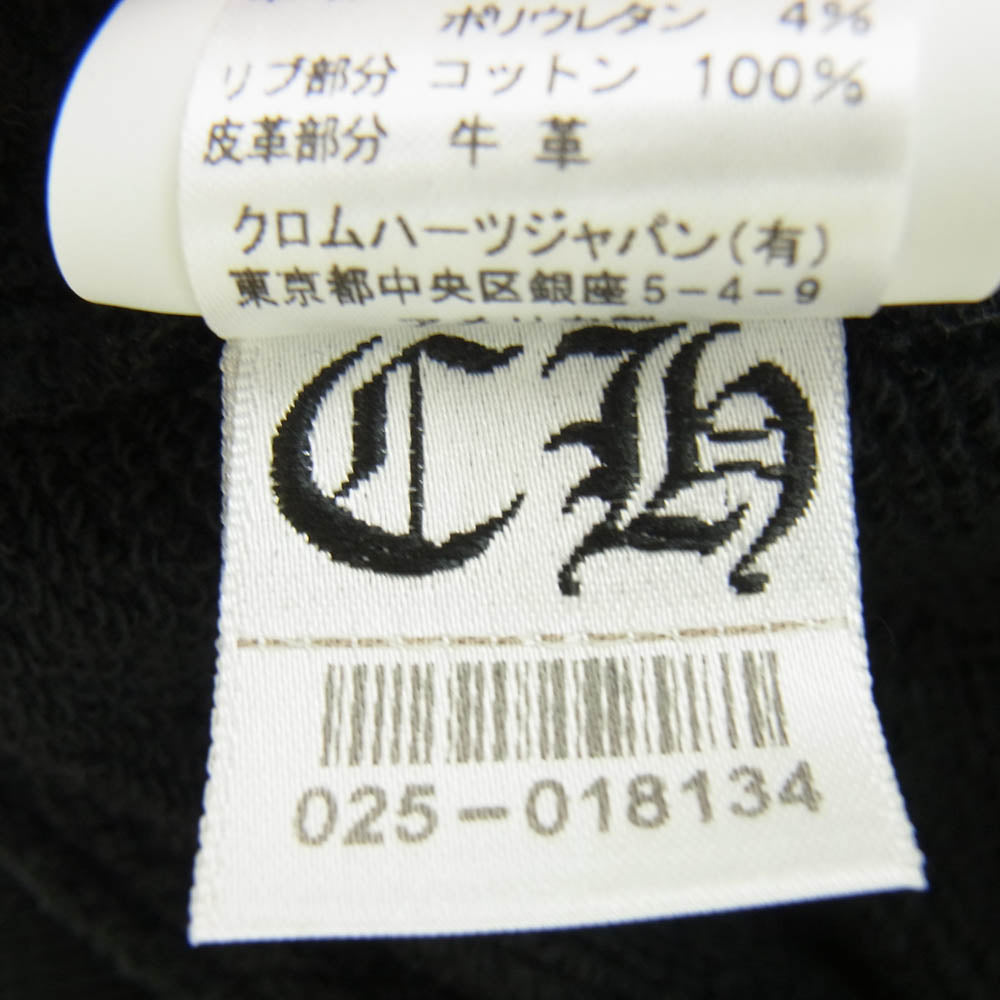 ポリウレタン 4%
リブ部分 コットン 100%
皮革部分 牛 革
クロムハーツジャパン(有)
東京都中央区銀座5-4-9
CH
025-018134